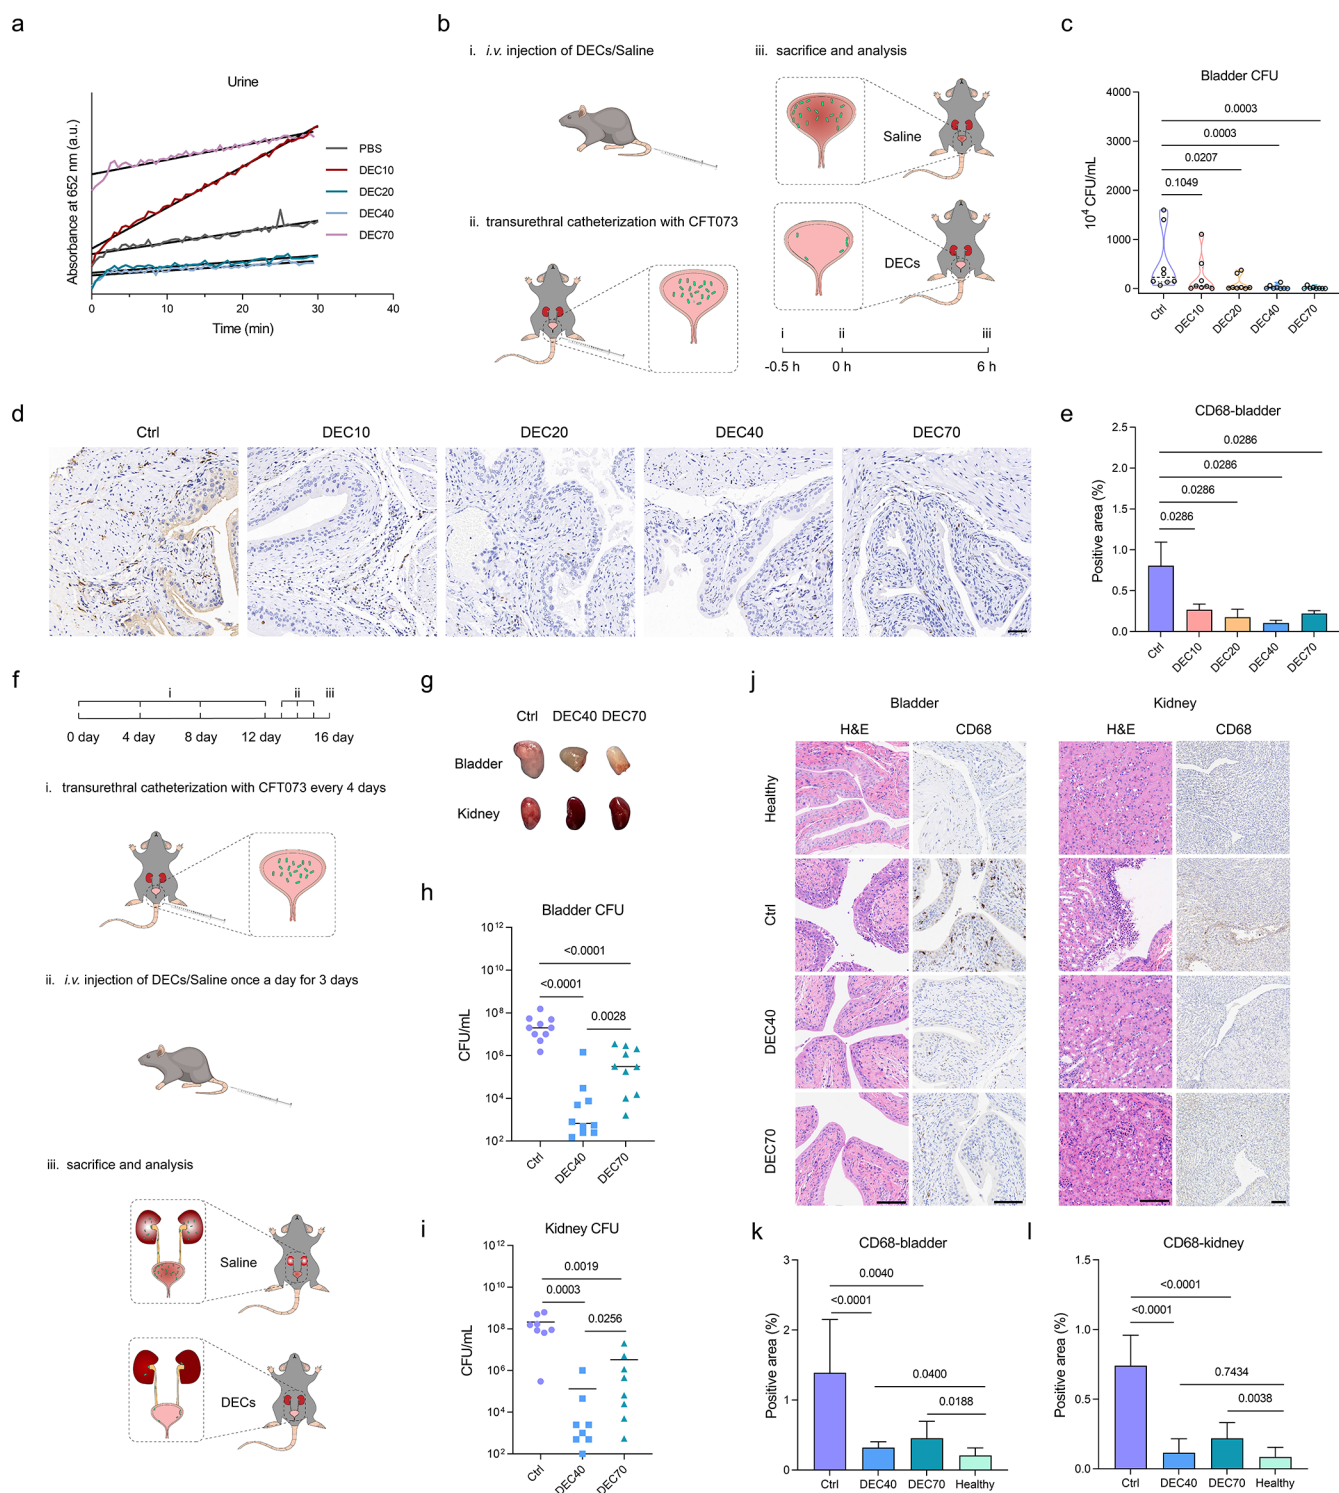 a
Urine
Absorbance at 652 nm (a.u.)
PBS
DEC10
DEC20
DEC40
DEC70
0 10 20 30 40
Time (min)
b
i. i.v. injection of DECs/Saline
ii. transurethral catheterization with CFT073
iii. sacrifice and analysis
Saline
DECs
i ii iii
-0.5 h 0 h 6 h
c
Bladder CFU
10⁴ CFU/mL
4000
3000
2000
1000
0
0.0003
0.0003
0.0207
0.1049
Ctrl DEC10 DEC20 DEC40 DEC70
d
Ctrl DEC10 DEC20 DEC40 DEC70
e
CD68-bladder
Positive area (%)
2.5
2.0
1.5
1.0
0.5
0.0
0.0286
0.0286
0.0286
0.0286
Ctrl DEC10 DEC20 DEC40 DEC70
f
i ii iii
0 day 4 day 8 day 12 day 16 day
i. transurethral catheterization with CFT073 every 4 days
ii. i.v. injection of DECs/Saline once a day for 3 days
iii. sacrifice and analysis
Saline
DECs
g
Ctrl DEC40 DEC70
Bladder
Kidney
h
Bladder CFU
CFU/mL
10¹²
10¹⁰
10⁸
10⁶
10⁴
10²
<0.0001
<0.0001
0.0028
Ctrl DEC40 DEC70
i
Kidney CFU
CFU/mL
10¹²
10¹⁰
10⁸
10⁶
10⁴
10²
0.0019
0.0003
0.0256
Ctrl DEC40 DEC70
j
Bladder Kidney
H&E CD68 H&E CD68
Healthy
Ctrl
DEC40
DEC70
k
CD68-bladder
Positive area (%)
3
2
1
0
0.0040
<0.0001
0.0400
0.0188
Ctrl DEC40 DEC70 Healthy
l
CD68-kidney
Positive area (%)
1.5
1.0
0.5
0.0
<0.0001
<0.0001
0.7434
0.0038
Ctrl DEC40 DEC70 Healthy